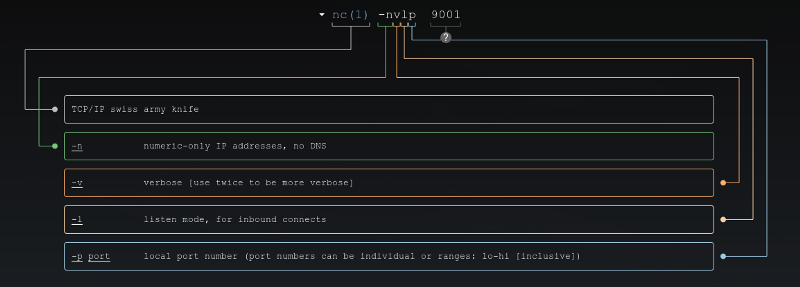 nc(1) -nvlp 9001
?
TCP/IP swiss army knife
-n numeric-only IP addresses, no DNS
-v verbose [use twice to be more verbose]
-l listen mode, for inbound connects
-p port local port number (port numbers can be individual or ranges: lo-hi [inclusive])